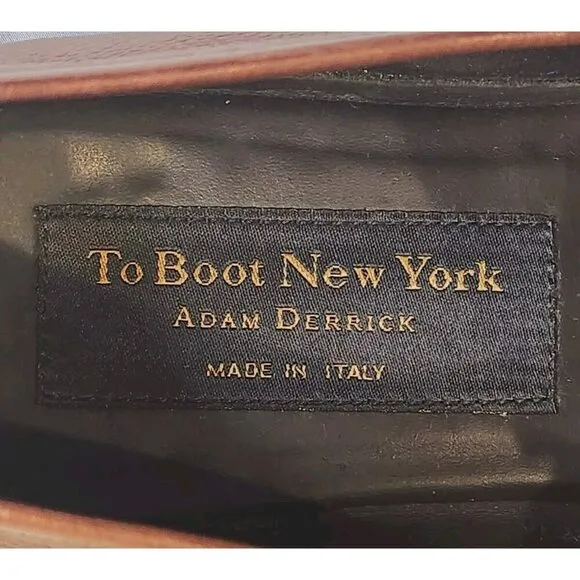 To Boot New York
Adam Derrick
MADE IN ITALY